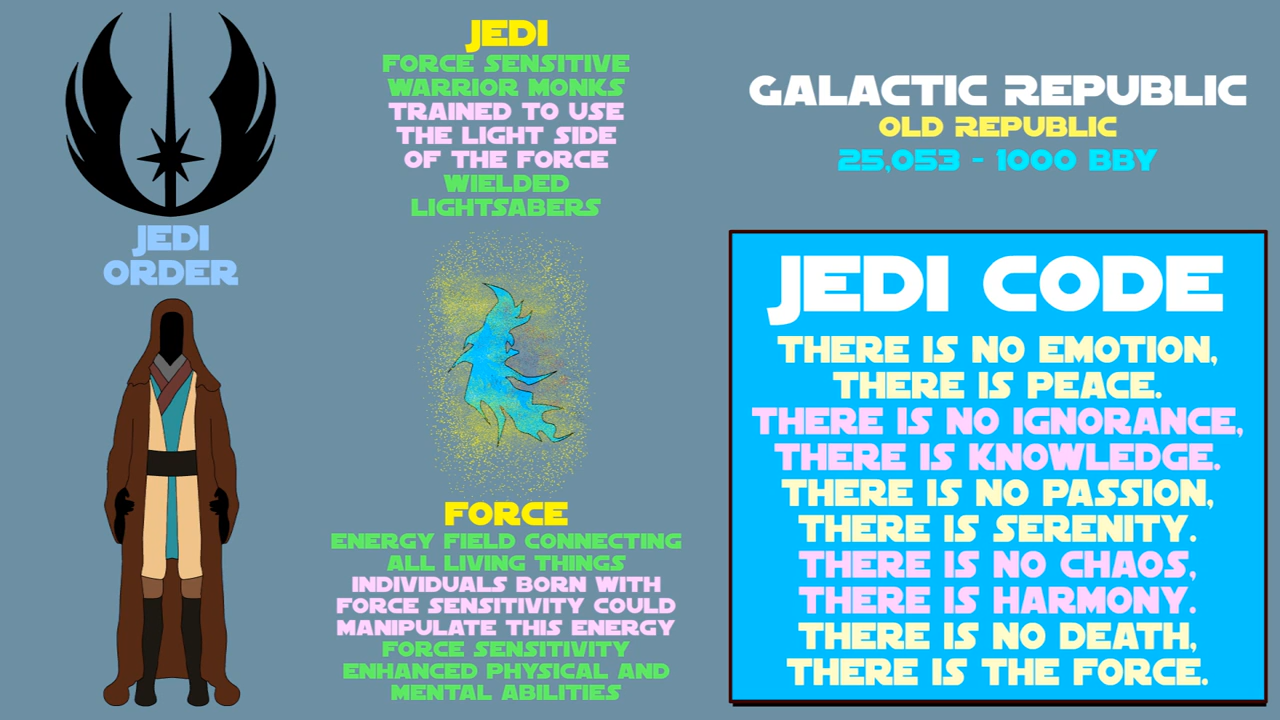 JEDI
FORCE SENSITIVE
WARRIOR MONKS
TRAINED TO USE
THE LIGHT SIDE
OF THE FORCE
WIELDED
LIGHTSABERS
JEDI
ORDER
FORCE
ENERGY FIELD CONNECTING
ALL LIVING THINGS
INDIVIDUALS BORN WITH
FORCE SENSITIVITY COULD
MANIPULATE THIS ENERGY
FORCE SENSITIVITY
ENHANCED PHYSICAL AND
MENTAL ABILITIES
GALACTIC REPUBLIC
OLD REPUBLIC
25,053 - 1000 BBY
JEDI CODE
THERE IS NO EMOTION,
THERE IS PEACE.
THERE IS NO IGNORANCE,
THERE IS KNOWLEDGE.
THERE IS NO PASSION,
THERE IS SERENITY.
THERE IS NO CHAOS,
THERE IS HARMONY.
THERE IS NO DEATH,
THERE IS THE FORCE.